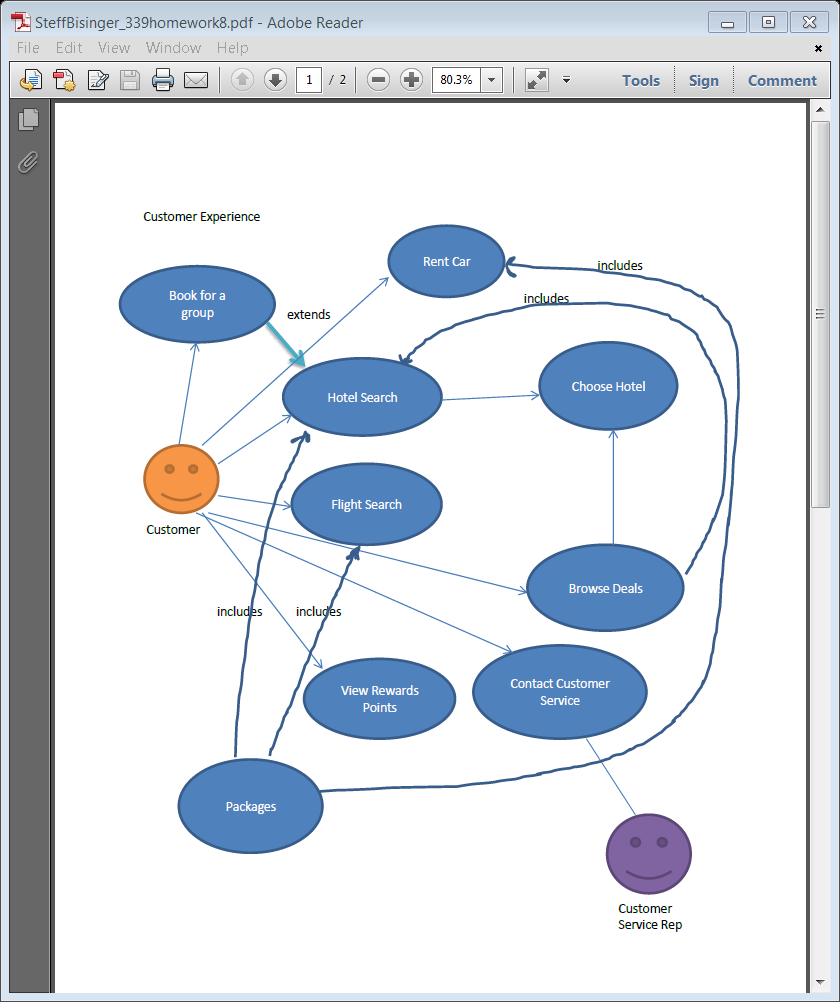 SteffBisinger_339homework8.pdf - Adobe Reader
File Edit View Window Help
1 / 2 80.3% Tools Sign Comment
Customer Experience
Rent Car
includes
Book for a
group
includes
extends
Hotel Search
Choose Hotel
Flight Search
Customer
Browse Deals
includes
includes
View Rewards
Points
Contact Customer
Service
Packages
Customer
Service Rep